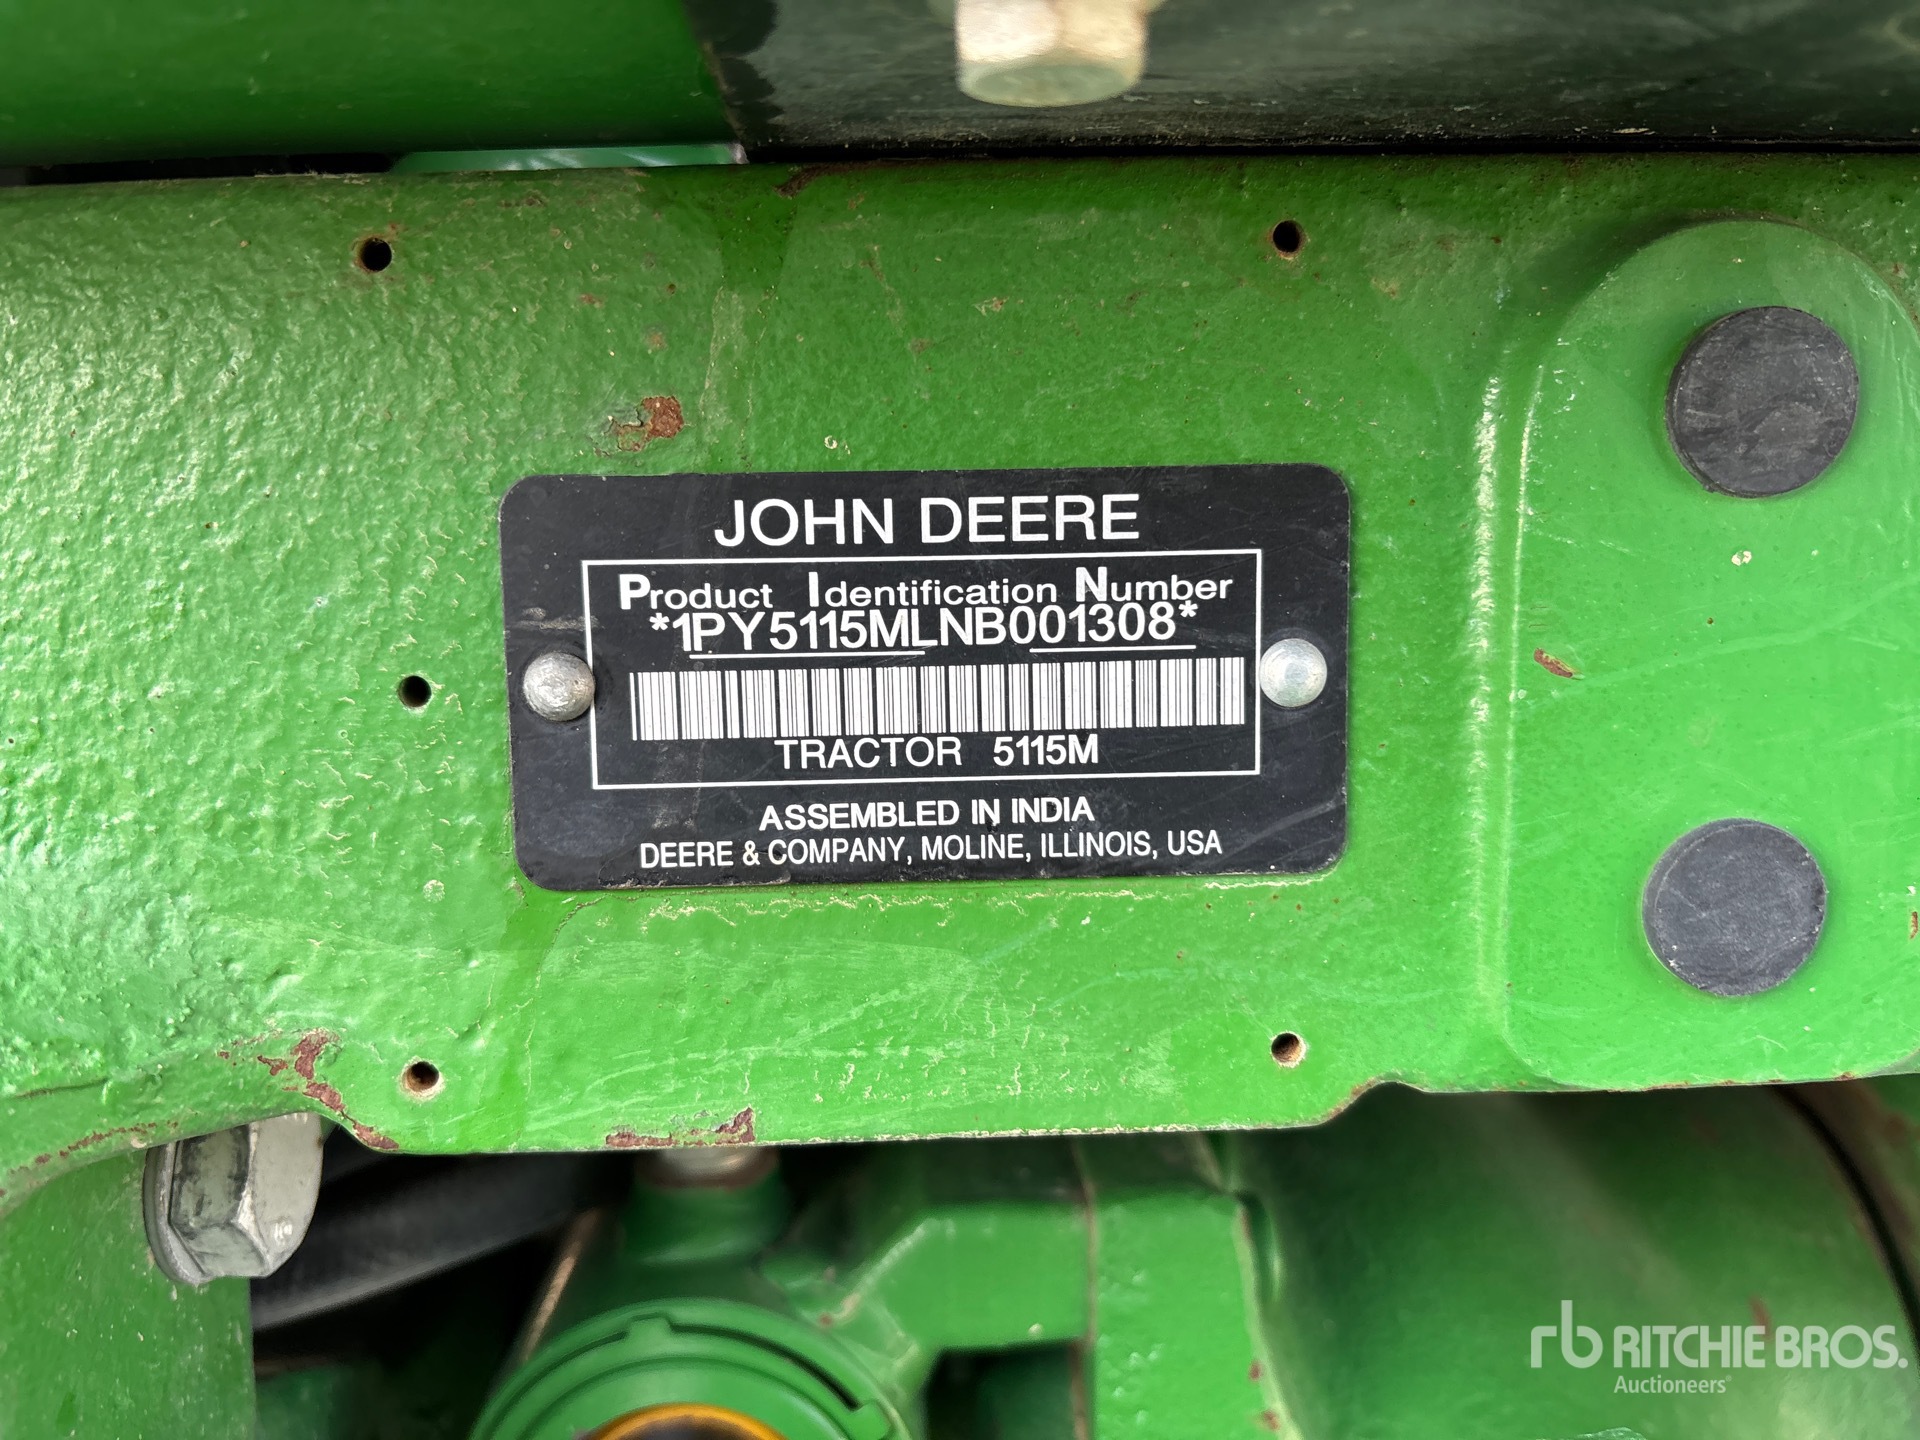 JOHN DEERE
Product Identification Number
*1PY5115MLNB001308*
TRACTOR 5115M
ASSEMBLED IN INDIA
DEERE & COMPANY, MOLINE, ILLINOIS, USA
rb RITCHIE BROS.
Auctioneers